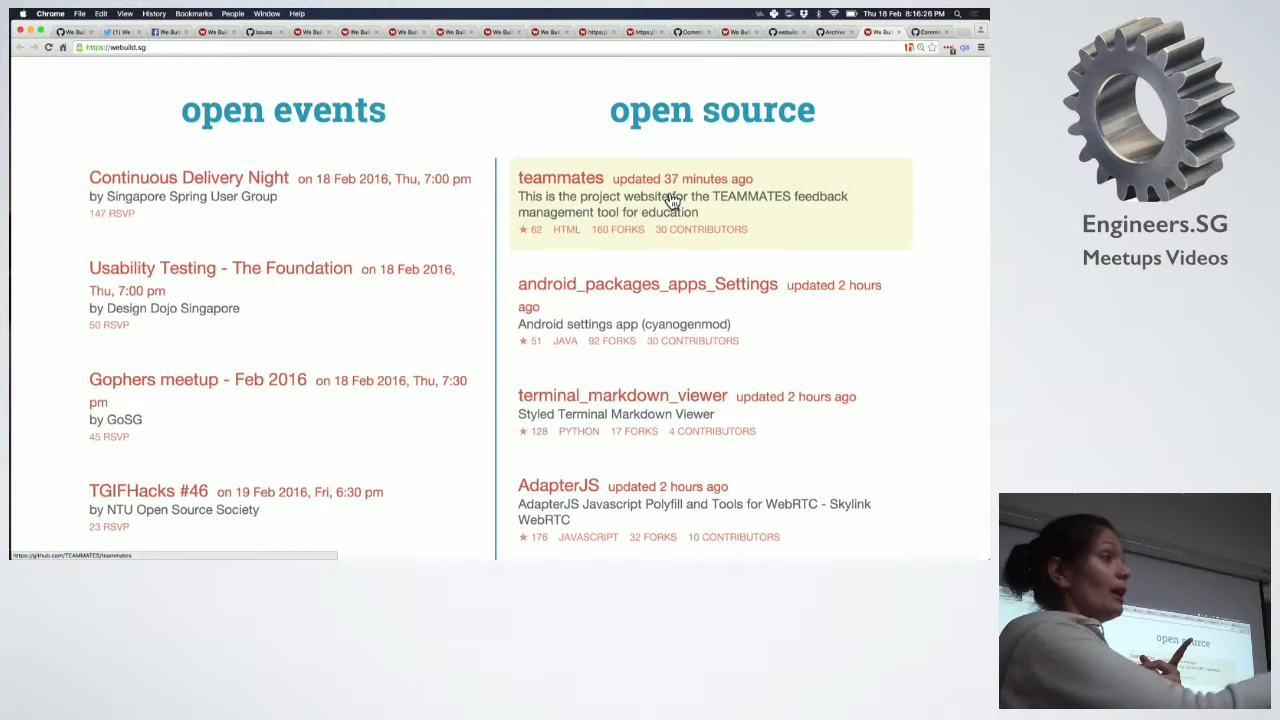 Chrome File Edit View History Bookmarks People Window Help
Thu 18 Feb 8:16:26 PM
https://webuild.sg
open events
Continuous Delivery Night on 18 Feb 2016, Thu, 7:00 pm
by Singapore Spring User Group
147 RSVP
Usability Testing - The Foundation on 18 Feb 2016,
Thu, 7:00 pm
by Design Dojo Singapore
50 RSVP
Gophers meetup - Feb 2016 on 18 Feb 2016, Thu, 7:30
pm
by GoSG
45 RSVP
TGIFHacks #46 on 19 Feb 2016, Fri, 6:30 pm
by NTU Open Source Society
23 RSVP
https://github.com/TEAMMATES/teammates
open source
teammates updated 37 minutes ago
This is the project website for the TEAMMATES feedback
management tool for education
★ 62 HTML 160 FORKS 30 CONTRIBUTORS
android_packages_apps_Settings updated 2 hours
ago
Android settings app (cyanogenmod)
★ 51 JAVA 92 FORKS 30 CONTRIBUTORS
terminal_markdown_viewer updated 2 hours ago
Styled Terminal Markdown Viewer
★ 128 PYTHON 17 FORKS 4 CONTRIBUTORS
AdapterJS updated 2 hours ago
AdapterJS Javascript Polyfill and Tools for WebRTC - Skylink
WebRTC
★ 176 JAVASCRIPT 32 FORKS 10 CONTRIBUTORS
Engineers.SG
Meetups Videos
open source